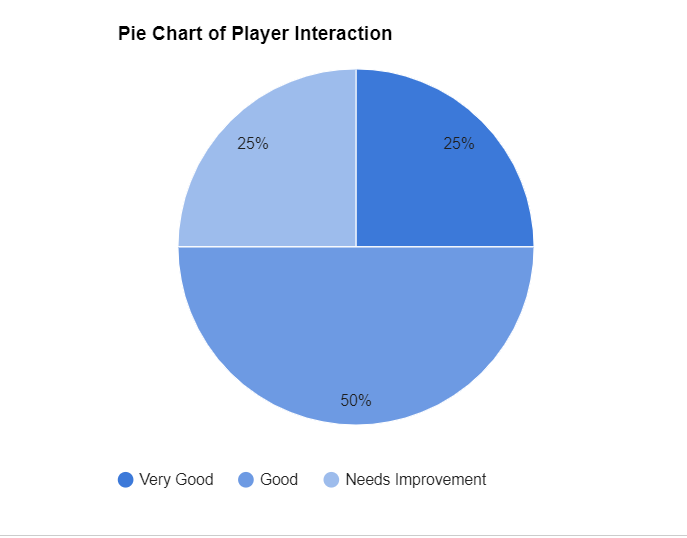 Pie Chart of Player Interaction
25%
25%
50%
Very Good
Good
Needs Improvement